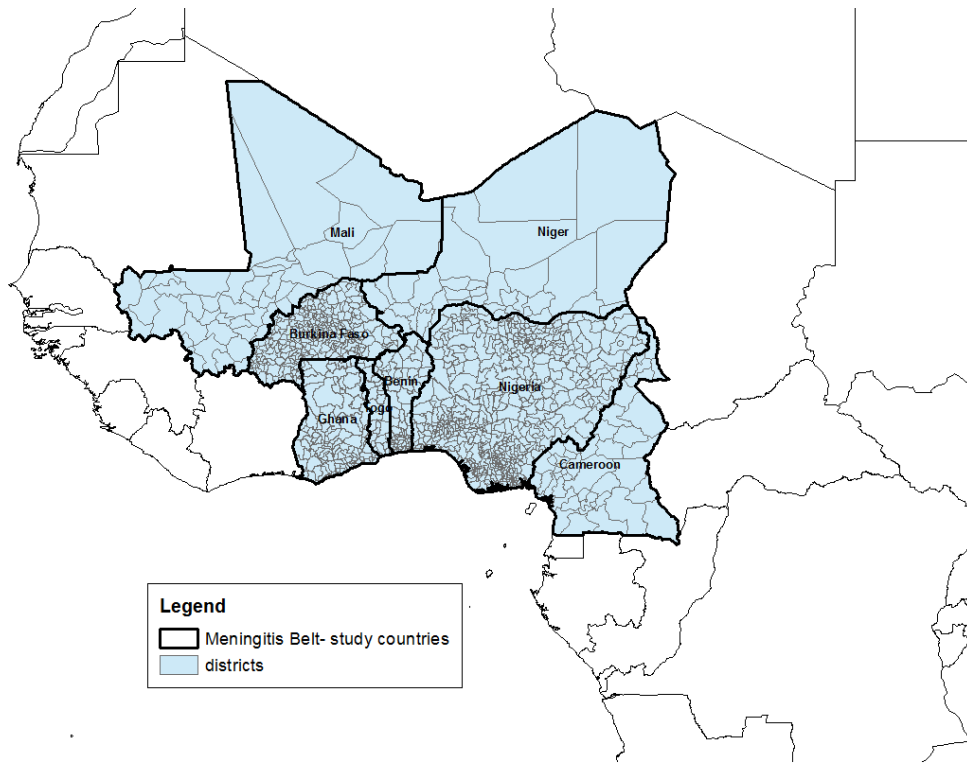 Mali
Niger
Burkina Faso
Benin
Nigeria
Togo
Ghana
Cameroon
Legend
Meningitis Belt- study countries
districts